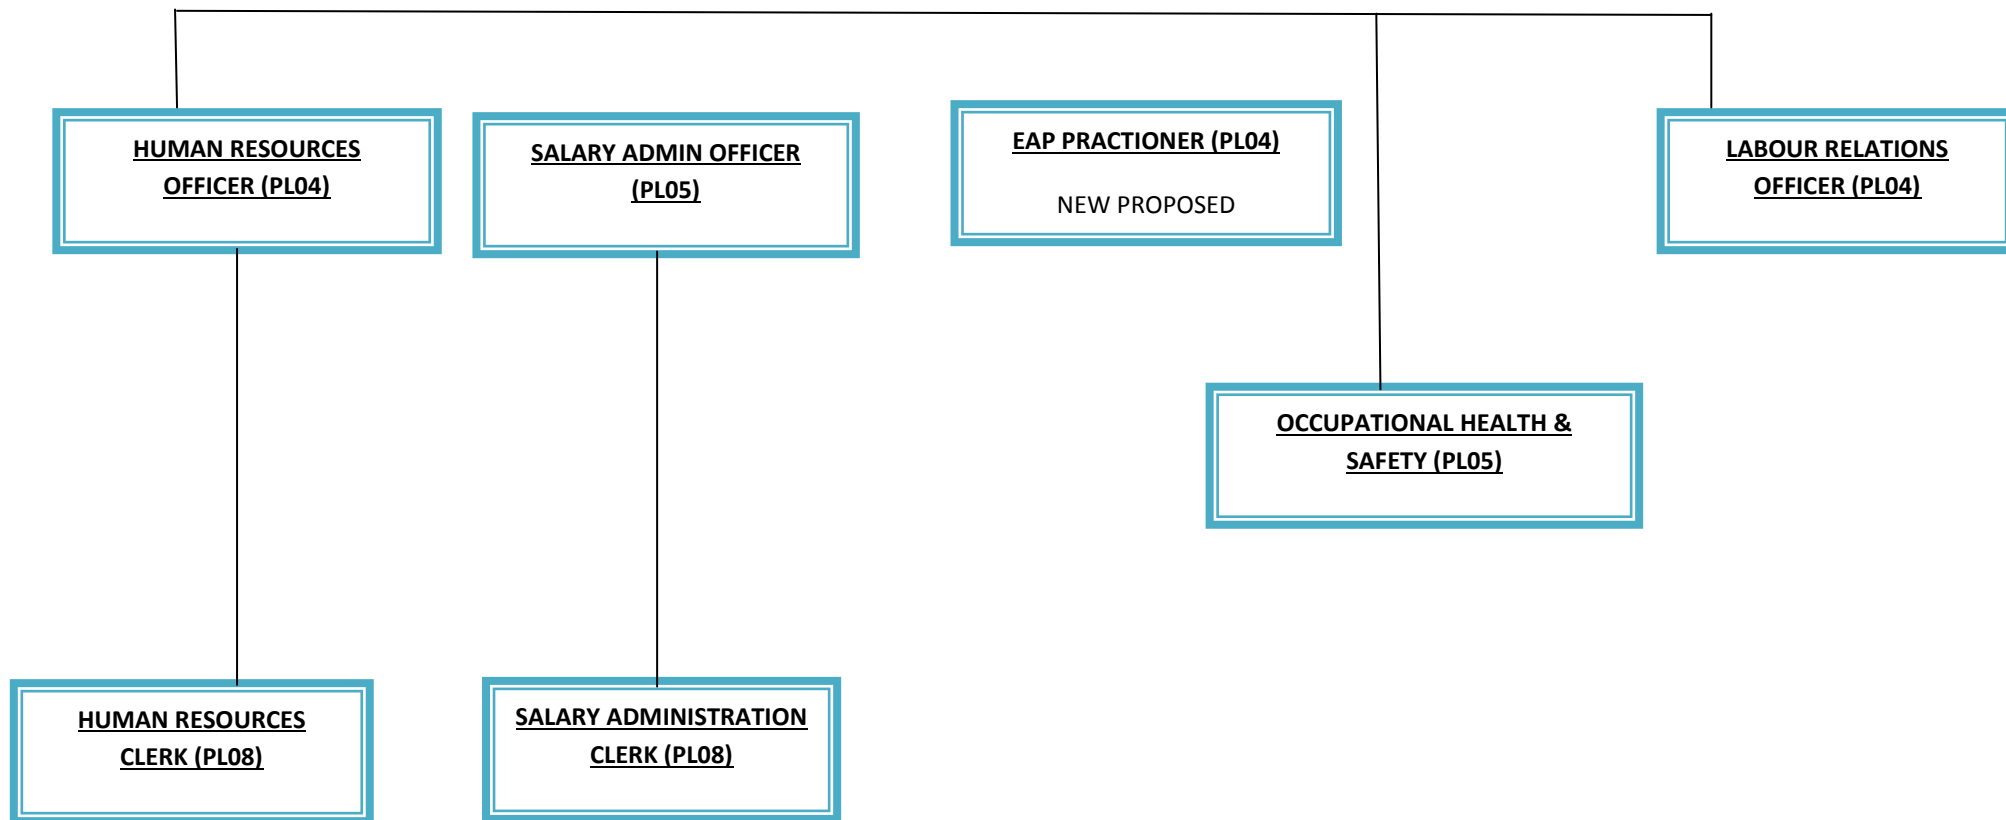 HUMAN RESOURCES
OFFICER (PL04)
SALARY ADMIN OFFICER
(PL05)
EAP PRACTIONER (PL04)
NEW PROPOSED
LABOUR RELATIONS
OFFICER (PL04)
OCCUPATIONAL HEALTH &
SAFETY (PL05)
HUMAN RESOURCES
CLERK (PL08)
SALARY ADMINISTRATION
CLERK (PL08)